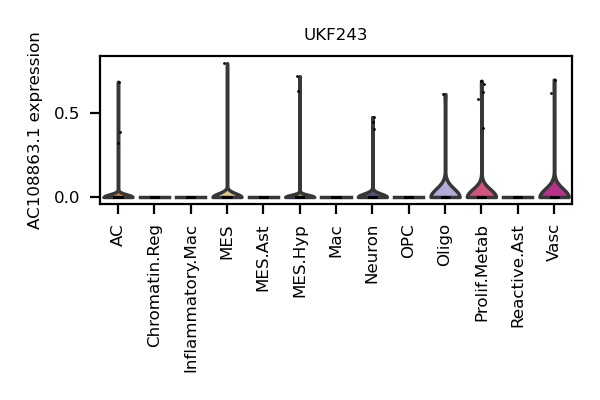 UKF243
AC108863.1 expression
0.5
0.0
AC
Chromatin.Reg
Inflammatory.Mac
MES
MES.Ast
MES.Hyp
Mac
Neuron
OPC
Oligo
Prolif.Metab
Reactive.Ast
Vasc